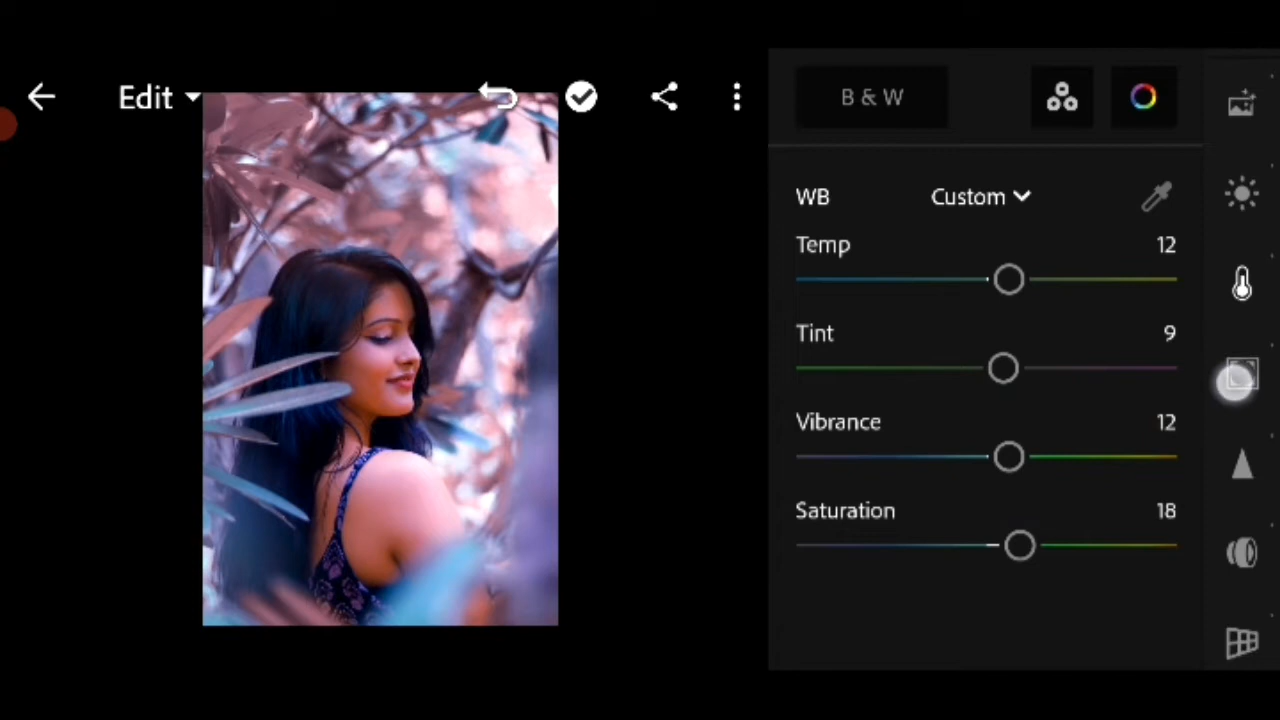 Edit
B & W
WB Custom
Temp 12
Tint 9
Vibrance 12
Saturation 18